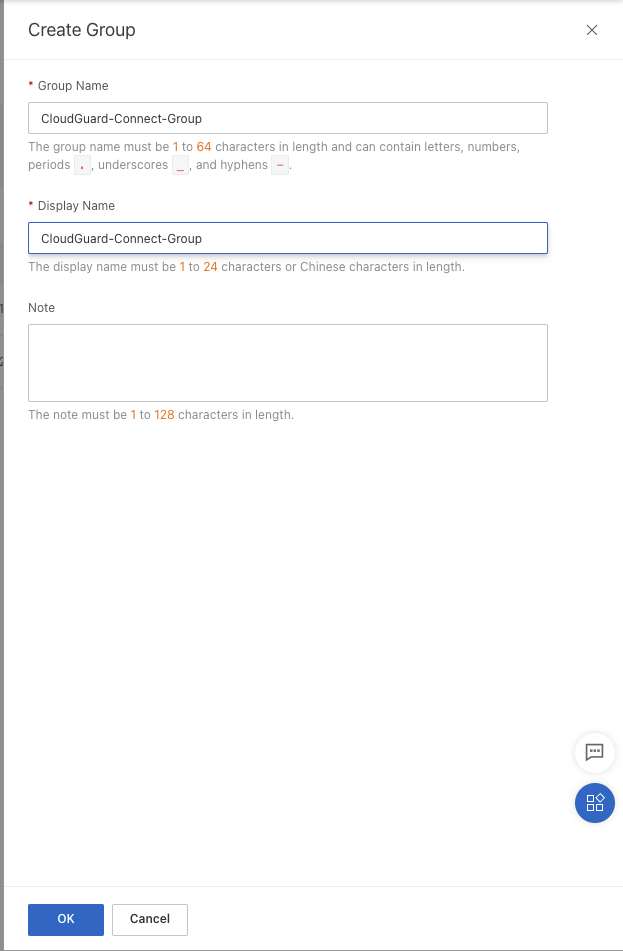 Create Group
* Group Name
CloudGuard-Connect-Group
The group name must be 1 to 64 characters in length and can contain letters, numbers,
periods . , underscores _ , and hyphens - .
* Display Name
CloudGuard-Connect-Group
The display name must be 1 to 24 characters or Chinese characters in length.
Note
The note must be 1 to 128 characters in length.
OK Cancel